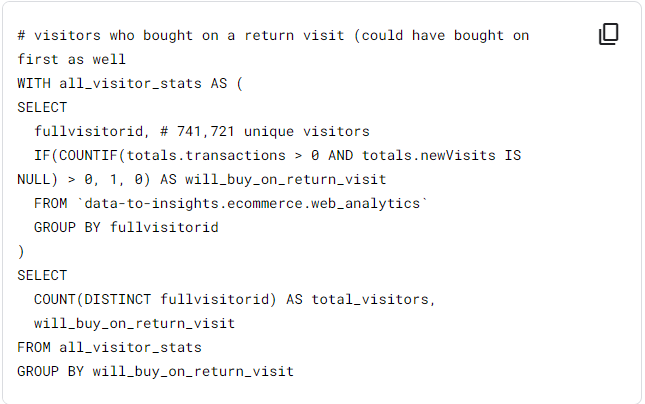 # visitors who bought on a return visit (could have bought on
first as well
WITH all_visitor_stats AS (
SELECT
  fullvisitorid, # 741,721 unique visitors
  IF(COUNTIF(totals.transactions > 0 AND totals.newVisits IS
NULL) > 0, 1, 0) AS will_buy_on_return_visit
  FROM `data-to-insights.ecommerce.web_analytics`
  GROUP BY fullvisitorid
)
SELECT
  COUNT(DISTINCT fullvisitorid) AS total_visitors,
  will_buy_on_return_visit
FROM all_visitor_stats
GROUP BY will_buy_on_return_visit